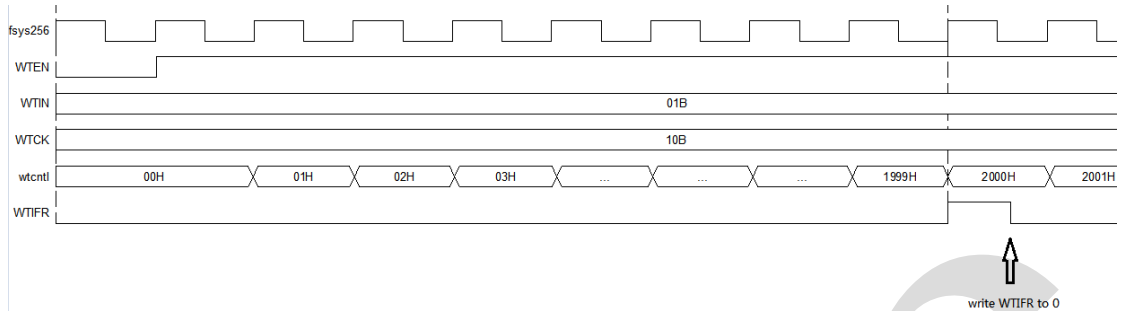 fsys256
WTEN
WTIN 01B
WTCK 10B
wtcntl 00H 01H 02H 03H ... ... ... 1999H 2000H 2001H
WTIFR
write WTIFR to 0